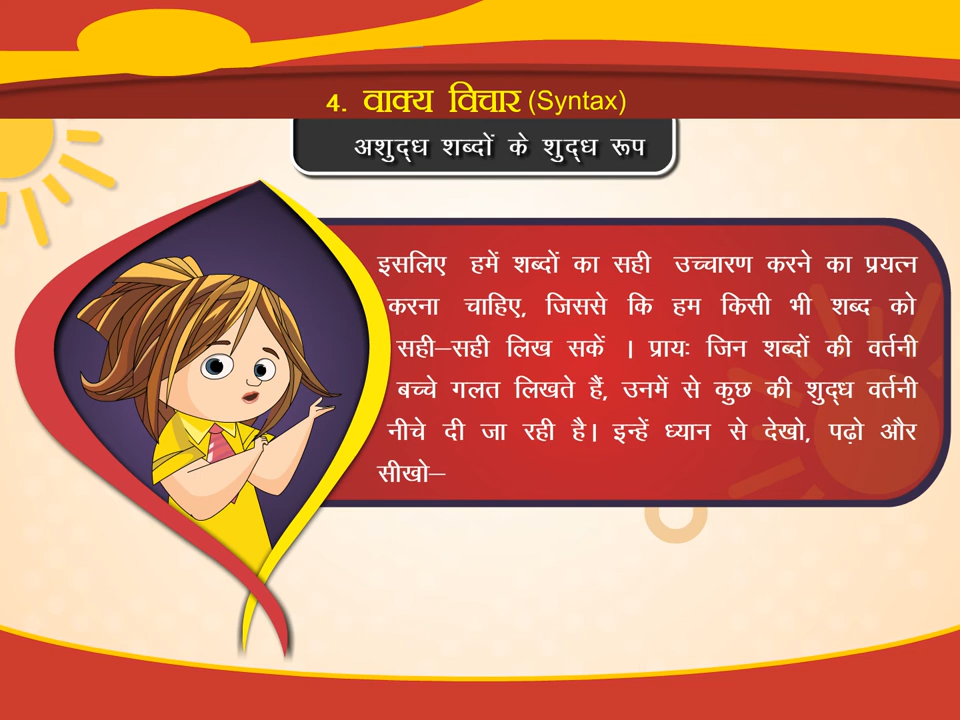 4. वाक्य विचार (Syntax)
अशुद्ध शब्दों के शुद्ध रूप
इसलिए हमें शब्दों का सही उच्चारण करने का प्रयत्न
करना चाहिए, जिससे कि हम किसी भी शब्द को
सही–सही लिख सकें । प्रायः जिन शब्दों की वर्तनी
बच्चे गलत लिखते हैं, उनमें से कुछ की शुद्ध वर्तनी
नीचे दी जा रही है। इन्हें ध्यान से देखो, पढ़ो और
सीखो–